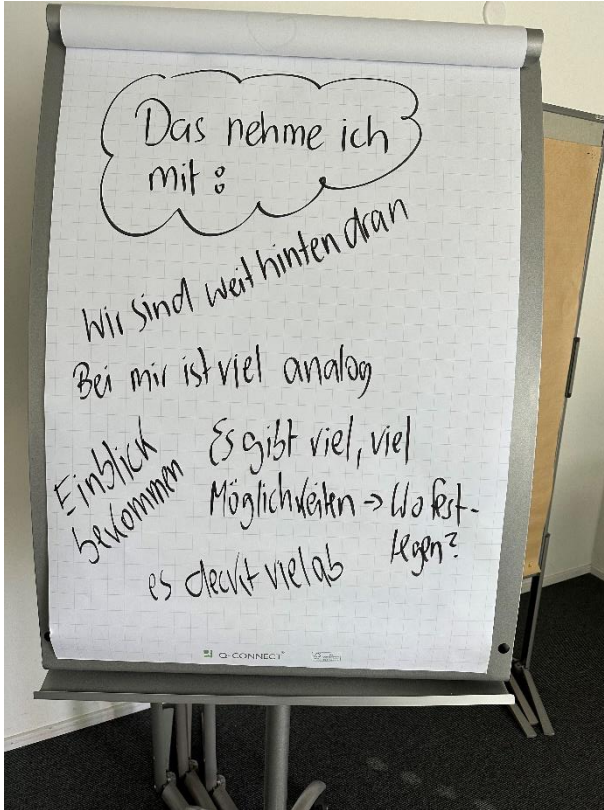 Das nehme ich
mit:
Wir sind weit hinten dran
Bei mir ist viel analog
Einblick
bekommen
Es gibt viel, viel
Möglichkeiten → Wo fest-
legen?
es deckt viel ab
Q-CONNECT